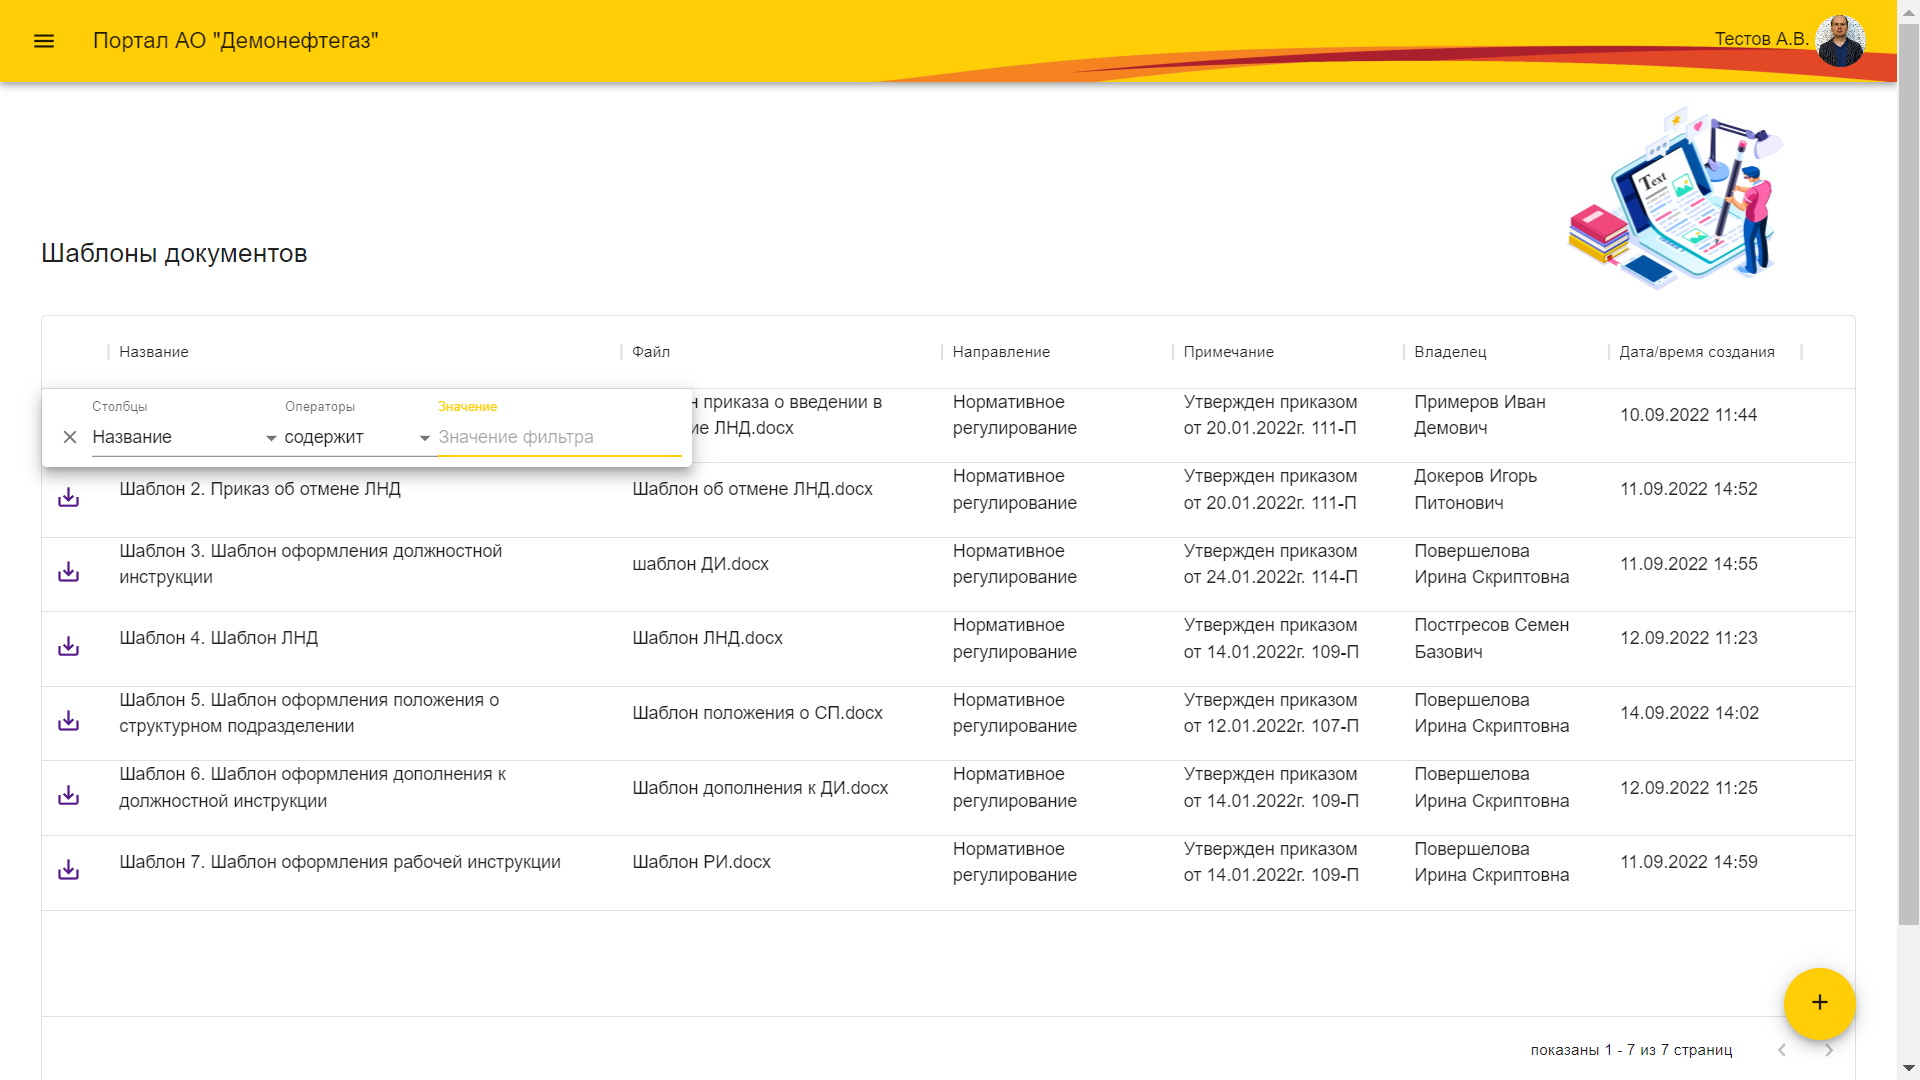 Портал АО "Демонефтегаз"
Тестов А.В.
Text
Шаблоны документов
Название
Файл
Направление
Примечание
Владелец
Дата/время создания
Столбцы
Операторы
Значение
Название
содержит
Значение фильтра
приказа о введении в
ЛНД.docx
Нормативное
регулирование
Утвержден приказом
от 20.01.2022г. 111-П
Примеров Иван
Демович
10.09.2022 11:44
Шаблон 2. Приказ об отмене ЛНД
Шаблон об отмене ЛНД.docx
Нормативное
регулирование
Утвержден приказом
от 20.01.2022г. 111-П
Докеров Игорь
Питонович
11.09.2022 14:52
Шаблон 3. Шаблон оформления должностной
инструкции
шаблон ДИ.docx
Нормативное
регулирование
Утвержден приказом
от 24.01.2022г. 114-П
Повершелова
Ирина Скриптовна
11.09.2022 14:55
Шаблон 4. Шаблон ЛНД
Шаблон ЛНД.docx
Нормативное
регулирование
Утвержден приказом
от 14.01.2022г. 109-П
Постгресов Семен
Базович
12.09.2022 11:23
Шаблон 5. Шаблон оформления положения о
структурном подразделении
Шаблон положения о СП.docx
Нормативное
регулирование
Утвержден приказом
от 12.01.2022г. 107-П
Повершелова
Ирина Скриптовна
14.09.2022 14:02
Шаблон 6. Шаблон оформления дополнения к
должностной инструкции
Шаблон дополнения к ДИ.docx
Нормативное
регулирование
Утвержден приказом
от 14.01.2022г. 109-П
Повершелова
Ирина Скриптовна
12.09.2022 11:25
Шаблон 7. Шаблон оформления рабочей инструкции
Шаблон РИ.docx
Нормативное
регулирование
Утвержден приказом
от 14.01.2022г. 109-П
Повершелова
Ирина Скриптовна
11.09.2022 14:59
показаны 1 - 7 из 7 страниц